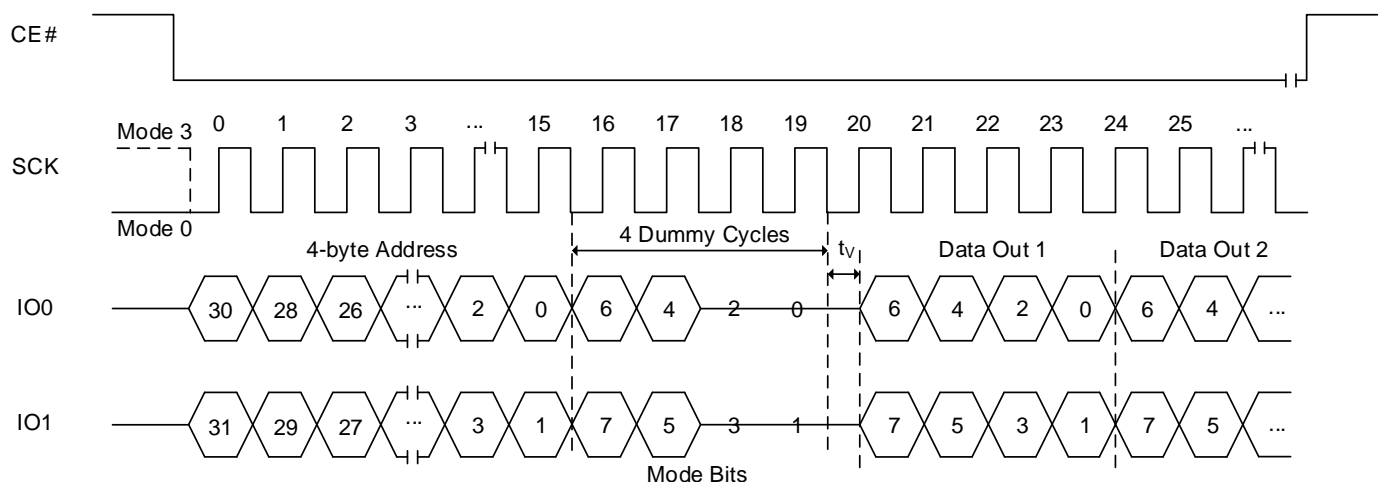 CE#
Mode 3 0 1 2 3 ... 15 16 17 18 19 20 21 22 23 24 25 ...
SCK
Mode 0
4-byte Address 4 Dummy Cycles tV Data Out 1 Data Out 2
IO0 30 28 26 ... 2 0 6 4 2 0 6 4 2 0 6 4 ...
IO1 31 29 27 ... 3 1 7 5 3 1 7 5 3 1 7 5 ...
Mode Bits